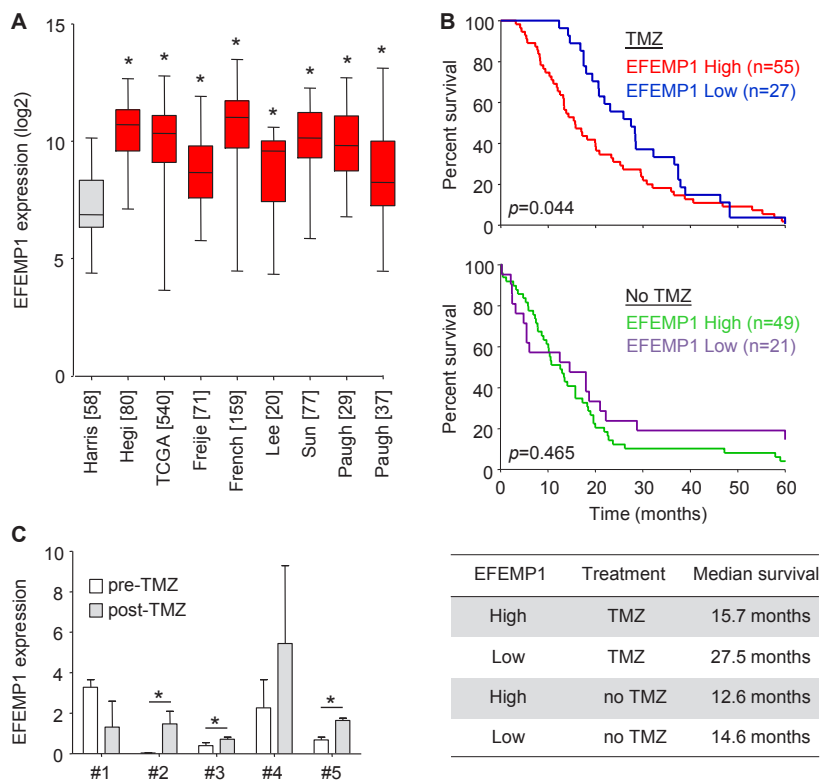 A
EFEMP1 expression (log2)
15
10
5
0
* * * * * * * *
Harris [58]
Hegi [80]
TCGA [540]
Freije [71]
French [159]
Lee [20]
Sun [77]
Paugh [29]
Paugh [37]
B
TMZ
EFEMP1 High (n=55)
EFEMP1 Low (n=27)
Percent survival
100
80
60
40
20
0
p=0.044
No TMZ
EFEMP1 High (n=49)
EFEMP1 Low (n=21)
Percent survival
100
80
60
40
20
0
p=0.465
0 10 20 30 40 50 60
Time (months)
C
EFEMP1 expression
10
8
6
4
2
0
pre-TMZ
post-TMZ
* * *
#1 #2 #3 #4 #5
EFEMP1 Treatment Median survival
High TMZ 15.7 months
Low TMZ 27.5 months
High no TMZ 12.6 months
Low no TMZ 14.6 months